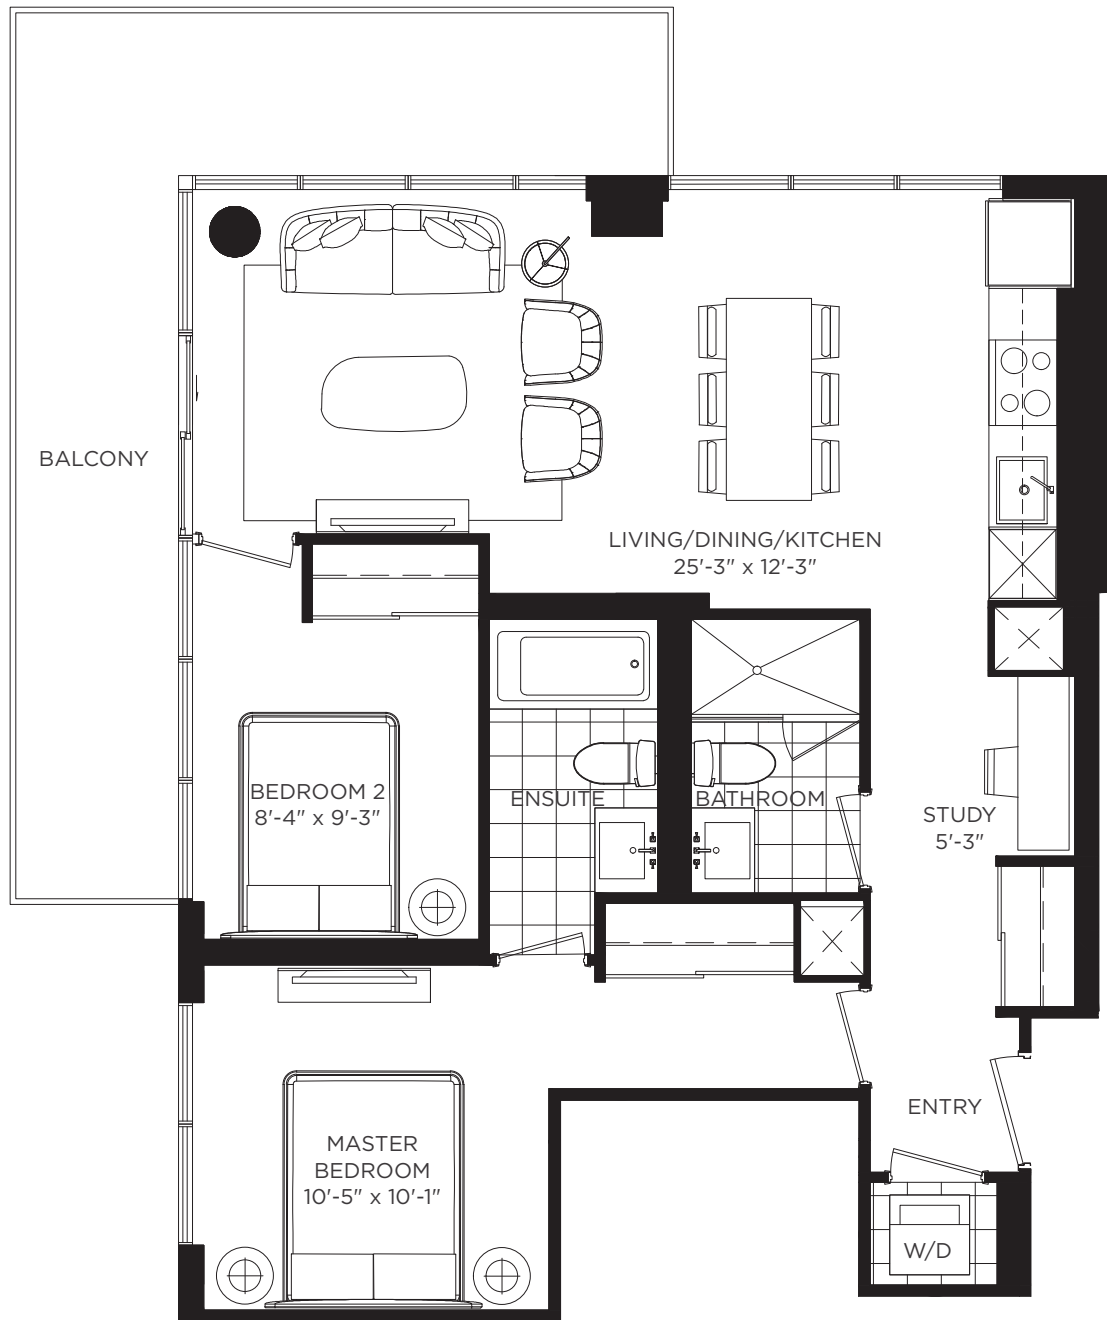 BALCONY
LIVING/DINING/KITCHEN
25'-3" x 12'-3"
BEDROOM 2
8'-4" x 9'-3"
ENSUITE
BATHROOM
STUDY
5'-3"
ENTRY
MASTER
BEDROOM
10'-5" x 10'-1"
W/D